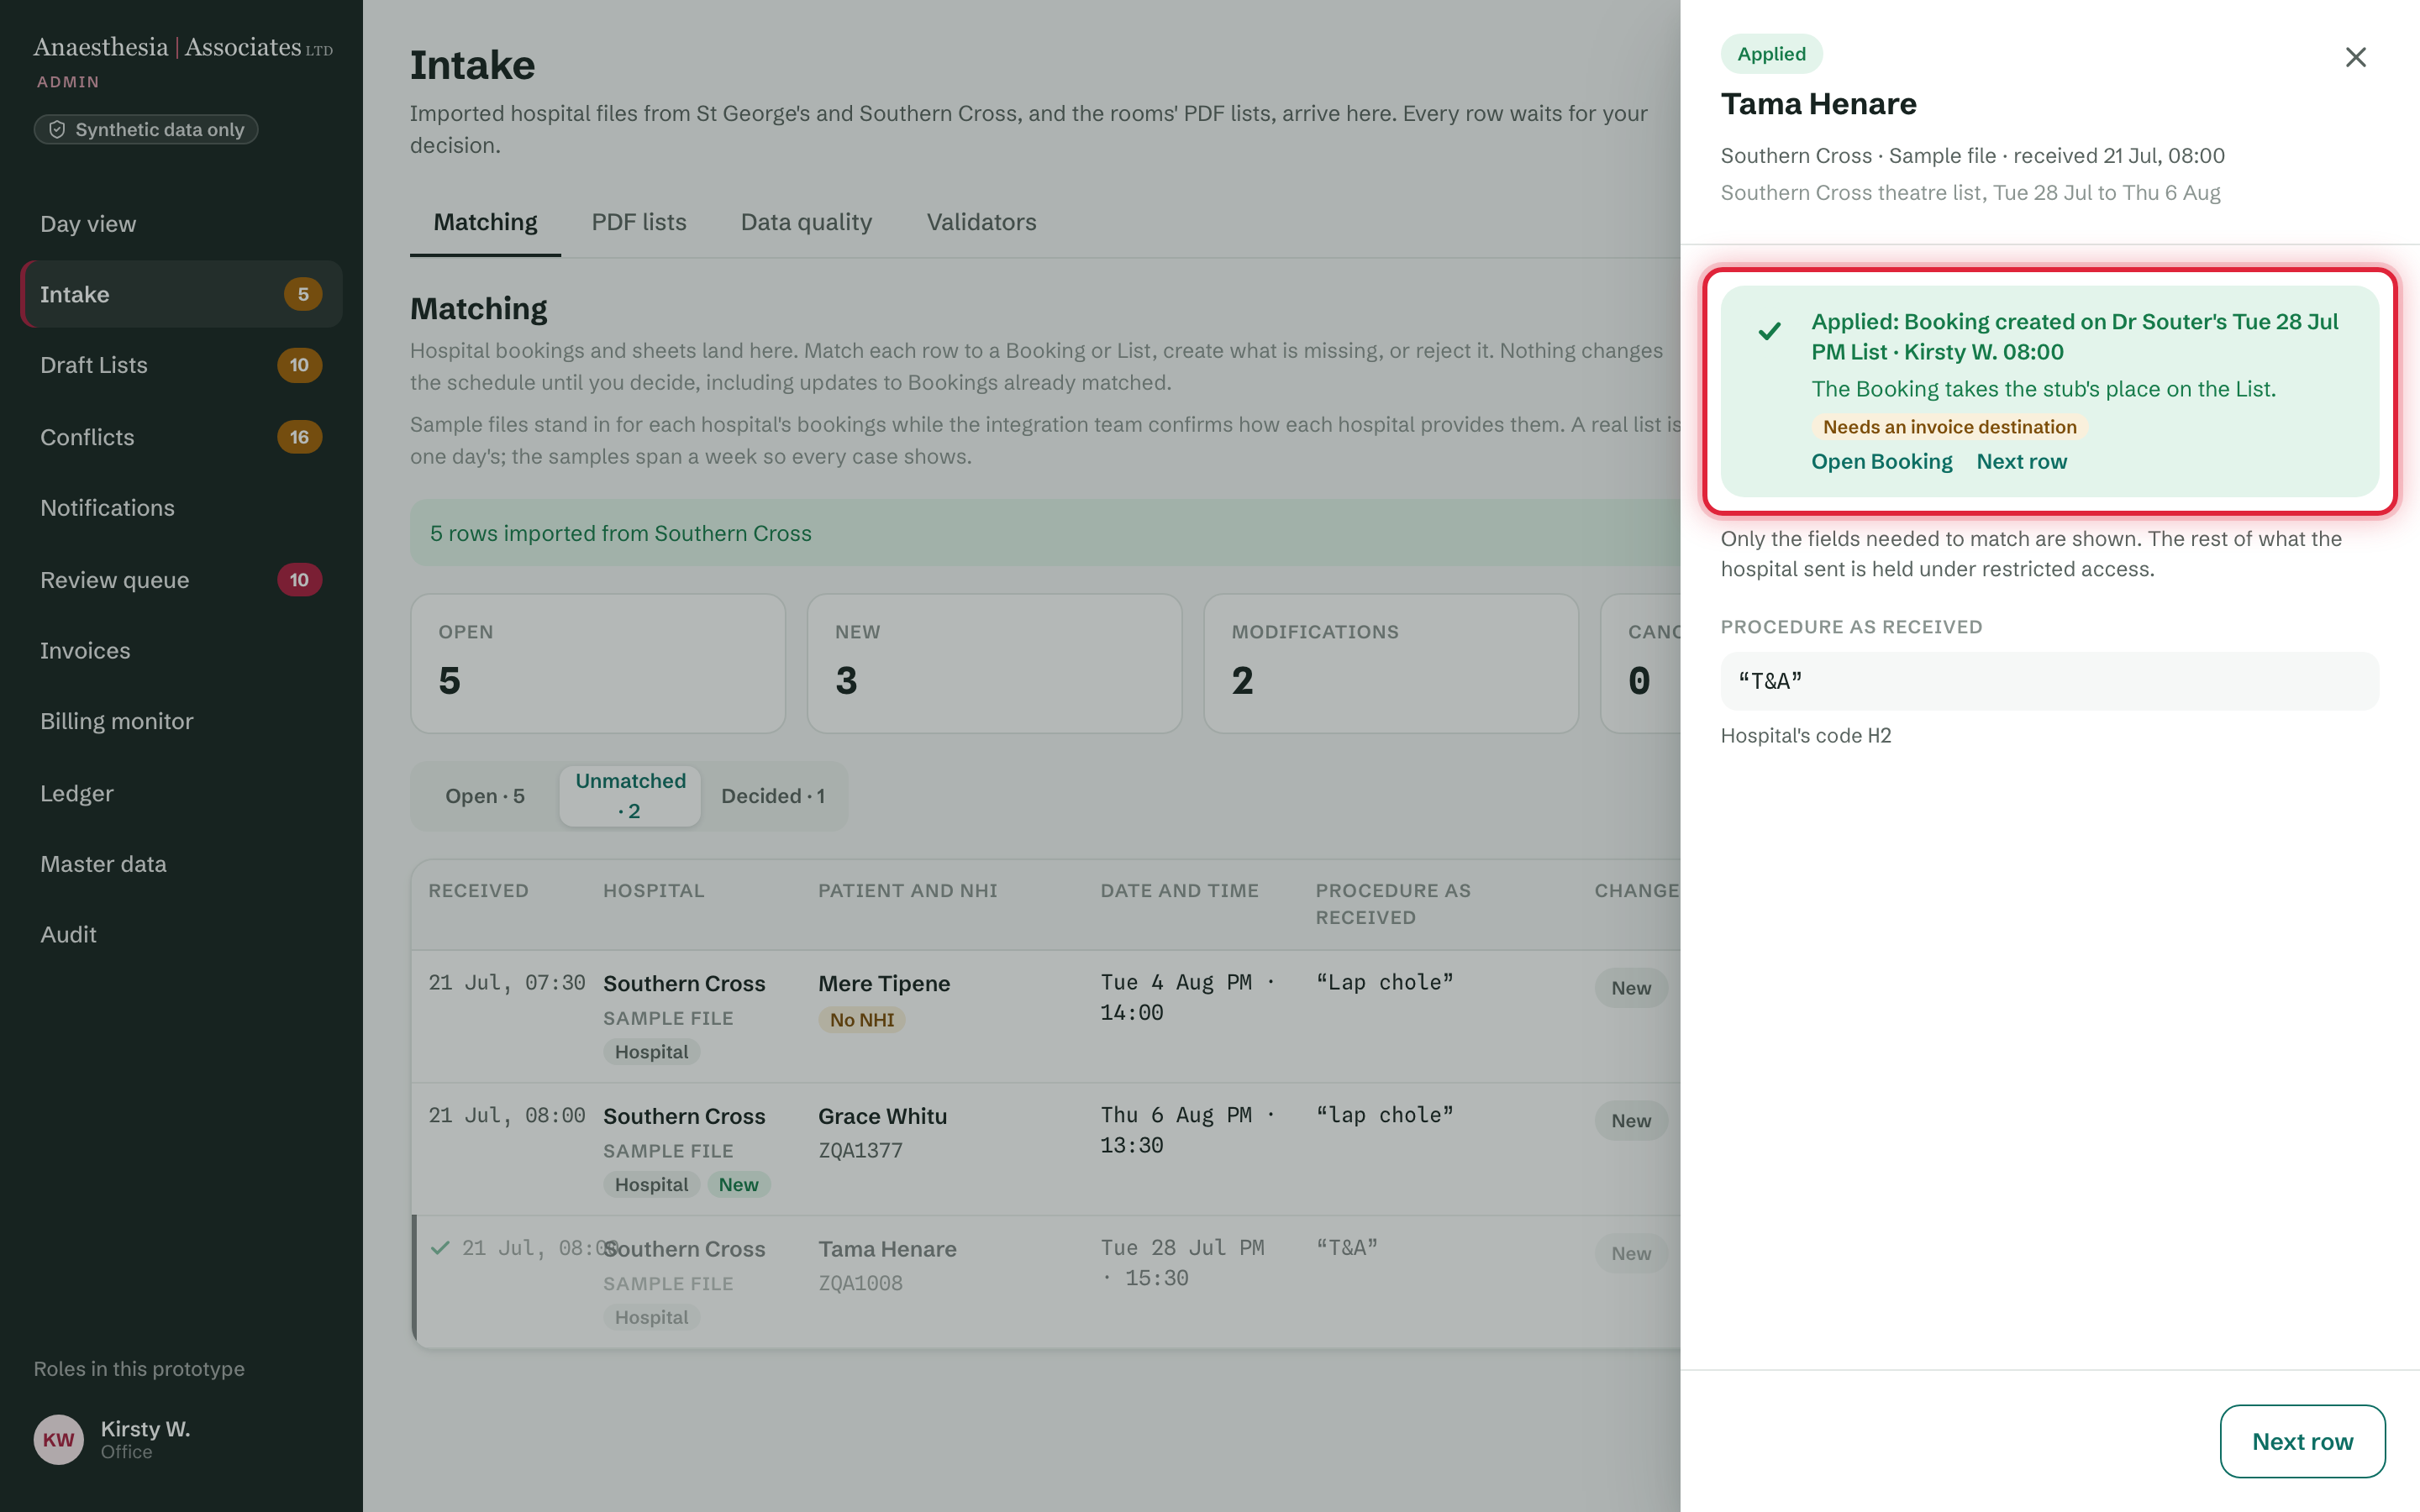 Anaesthesia | Associates LTD
ADMIN
Synthetic data only
Day view
Intake 5
Draft Lists 10
Conflicts 16
Notifications
Review queue 10
Invoices
Billing monitor
Ledger
Master data
Audit
Roles in this prototype
KW
Kirsty W.
Office
Intake
Imported hospital files from St George's and Southern Cross, and the rooms' PDF lists, arrive here. Every row waits for your
decision.
Matching PDF lists Data quality Validators
Matching
Hospital bookings and sheets land here. Match each row to a Booking or List, create what is missing, or reject it. Nothing changes
the schedule until you decide, including updates to Bookings already matched.
Sample files stand in for each hospital's bookings while the integration team confirms how each hospital provides them. A real list is
one day's; the samples span a week so every case shows.
5 rows imported from Southern Cross
OPEN
5
NEW
3
MODIFICATIONS
2
CANC
0
Open · 5
Unmatched
· 2
Decided · 1
RECEIVED HOSPITAL PATIENT AND NHI DATE AND TIME PROCEDURE AS CHANGE
RECEIVED
21 Jul, 07:30 Southern Cross Mere Tipene Tue 4 Aug PM · “Lap chole” New
SAMPLE FILE No NHI 14:00
Hospital
21 Jul, 08:00 Southern Cross Grace Whitu Thu 6 Aug PM · “lap chole” New
SAMPLE FILE ZQA1377 13:30
Hospital New
21 Jul, 08:00 Southern Cross Tama Henare Tue 28 Jul PM “T&A” New
SAMPLE FILE ZQA1008 · 15:30
Hospital
Applied
Tama Henare
Southern Cross · Sample file · received 21 Jul, 08:00
Southern Cross theatre list, Tue 28 Jul to Thu 6 Aug
Applied: Booking created on Dr Souter's Tue 28 Jul
PM List · Kirsty W. 08:00
The Booking takes the stub's place on the List.
Needs an invoice destination
Open Booking Next row
Only the fields needed to match are shown. The rest of what the
hospital sent is held under restricted access.
PROCEDURE AS RECEIVED
“T&A”
Hospital's code H2
Next row